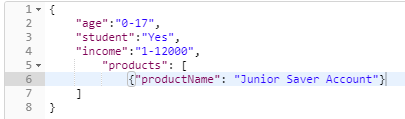 1 {
2 "age":"0-17",
3 "student":"Yes",
4 "income":"1-12000",
5 "products": [
6 {"productName": "Junior Saver Account"}
7 ]
8 }